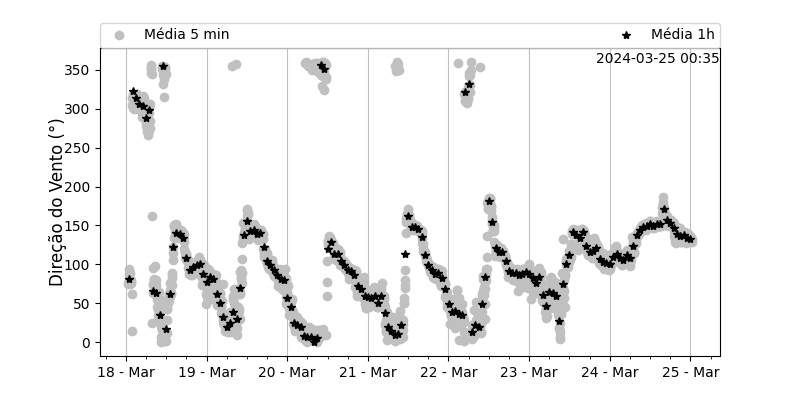 Média 5 min
Média 1h
2024-03-25 00:35
Direção do Vento (°)
350
300
250
200
150
100
50
0
18 - Mar
19 - Mar
20 - Mar
21 - Mar
22 - Mar
23 - Mar
24 - Mar
25 - Mar